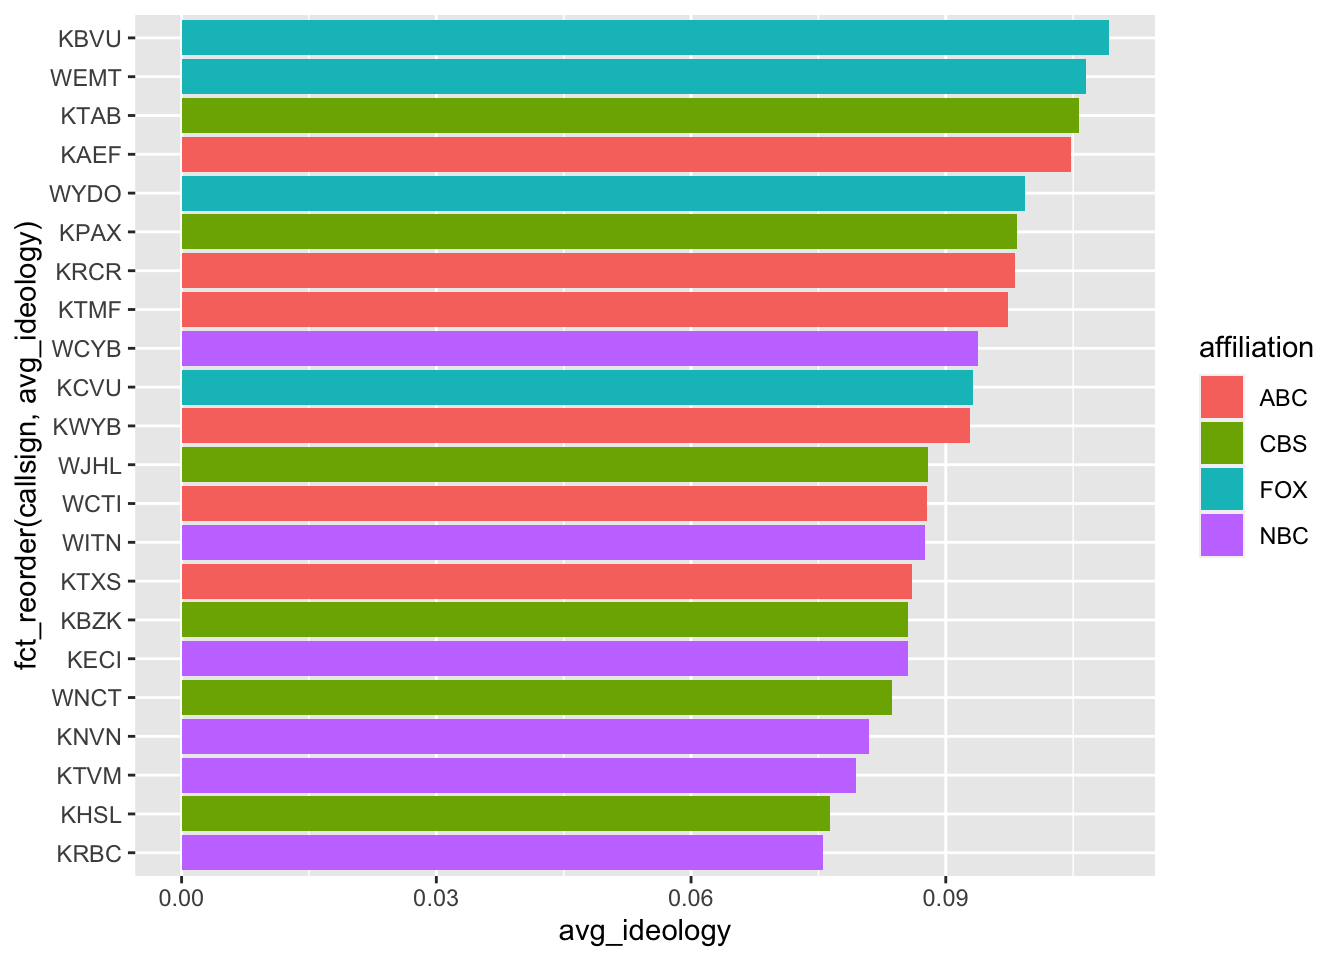 fct_reorder(callsign, avg_ideology)
KBVU
WEMT
KTAB
KAEF
WYDO
KPAX
KRCR
KTMF
WCYB
KCVU
KWYB
WJHL
WCTI
WITN
KTXS
KBZK
KECI
WNCT
KNVN
KTVM
KHSL
KRBC
0.00 0.03 0.06 0.09
avg_ideology
affiliation
ABC
CBS
FOX
NBC